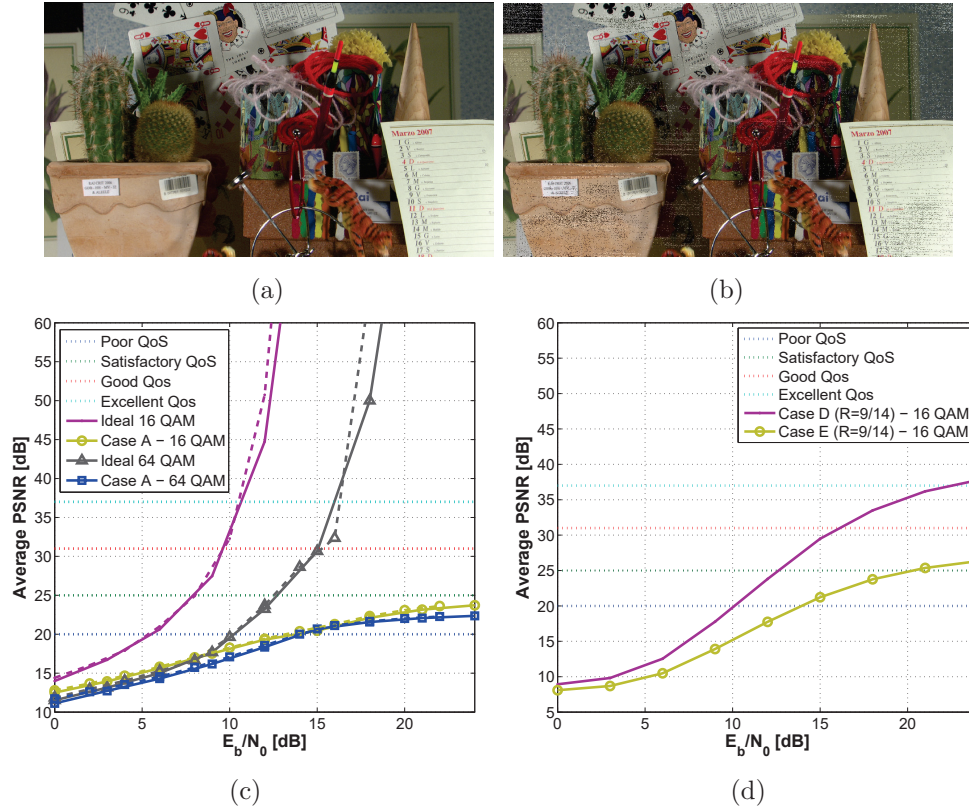 Marzo 2007
Marzo 2007
(a)
(b)
60
55
50
45
40
35
30
25
20
15
10
0
5
10
15
20
Average PSNR [dB]
E_b/N_0 [dB]
Poor QoS
Satisfactory QoS
Good Qos
Excellent Qos
Ideal 16 QAM
Case A − 16 QAM
Ideal 64 QAM
Case A − 64 QAM
(c)
60
55
50
45
40
35
30
25
20
15
10
5
0
5
10
15
20
Average PSNR [dB]
E_b/N_0 [dB]
Poor QoS
Satisfactory QoS
Good Qos
Excellent Qos
Case D (R=9/14) − 16 QAM
Case E (R=9/14) − 16 QAM
(d)